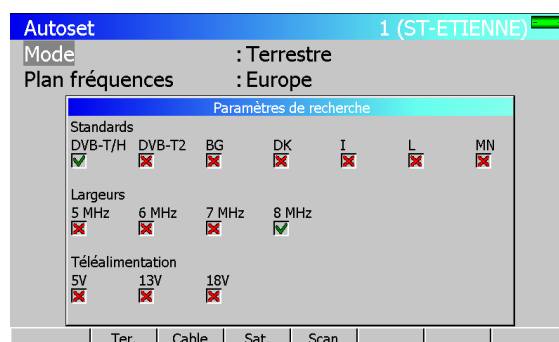 Autoset 1 (ST-ETIENNE)
Mode : Terrestre
Plan fréquences : Europe
Paramètres de recherche
Standards
DVB-T/H DVB-T2 BG DK I L MN
Largeurs
5 MHz 6 MHz 7 MHz 8 MHz
Téléalimentation
5V 13V 18V
Ter. Cable Sat. Scan